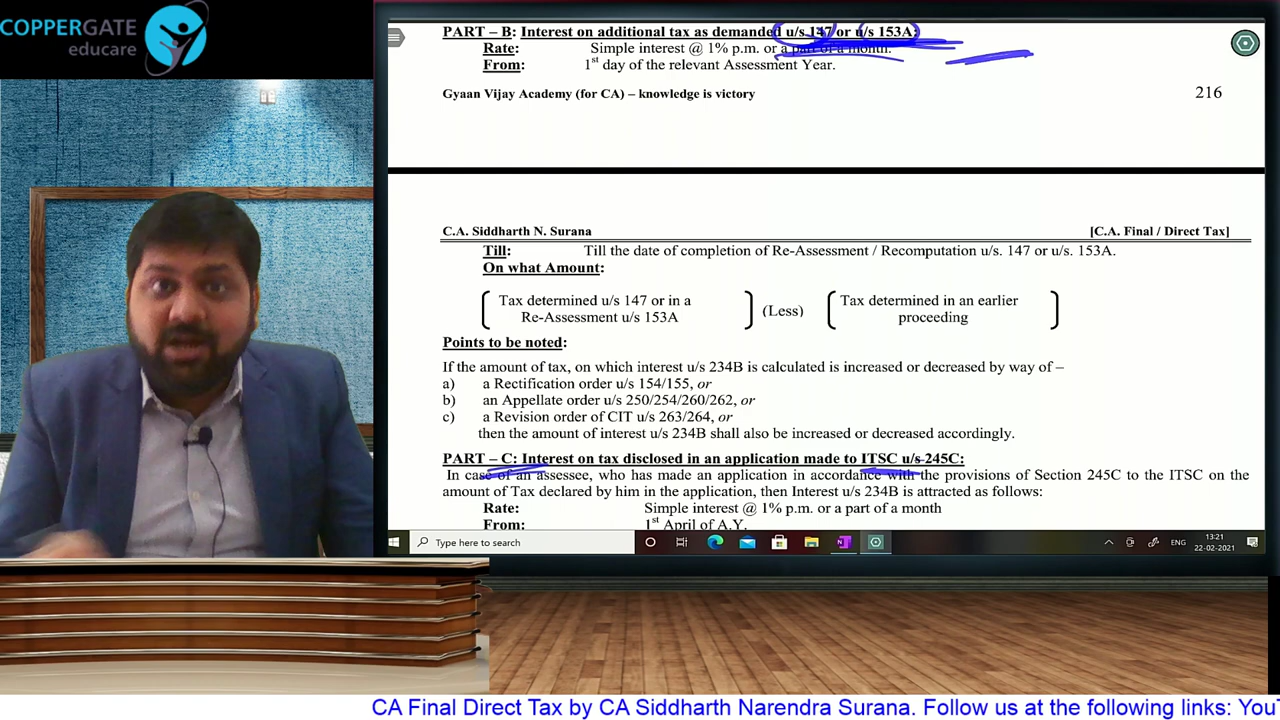 COPPERGATE
educare
PART – B: Interest on additional tax as demanded u/s 147 or u/s 153A:
Rate: Simple interest @ 1% p.m. or a part of a month.
From: 1st day of the relevant Assessment Year.
Gyaan Vijay Academy (for CA) – knowledge is victory 216
C.A. Siddharth N. Surana [C.A. Final / Direct Tax]
Till: Till the date of completion of Re-Assessment / Recomputation u/s. 147 or u/s. 153A.
On what Amount:
Tax determined u/s 147 or in a
Re-Assessment u/s 153A
(Less)
Tax determined in an earlier
proceeding
Points to be noted:
If the amount of tax, on which interest u/s 234B is calculated is increased or decreased by way of –
a) a Rectification order u/s 154/155, or
b) an Appellate order u/s 250/254/260/262, or
c) a Revision order of CIT u/s 263/264, or
then the amount of interest u/s 234B shall also be increased or decreased accordingly.
PART – C: Interest on tax disclosed in an application made to ITSC u/s 245C:
In case of an assessee, who has made an application in accordance with the provisions of Section 245C to the ITSC on the
amount of Tax declared by him in the application, then Interest u/s 234B is attracted as follows:
Rate: Simple interest @ 1% p.m. or a part of a month
From: 1st April of A.Y.
Type here to search
ENG
13:21
22-02-2021
CA Final Direct Tax by CA Siddharth Narendra Surana. Follow us at the following links: You